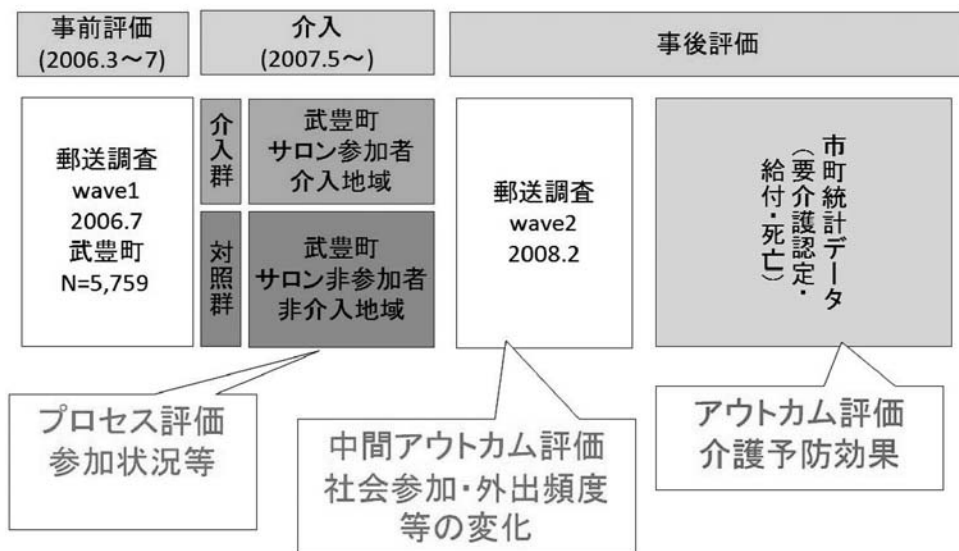 事前評価
(2006.3～7)
介入
(2007.5～)
事後評価
郵送調査
wave1
2006.7
武豊町
N=5,759
介入群
武豊町
サロン参加者
介入地域
対照群
武豊町
サロン非参加者
非介入地域
郵送調査
wave2
2008.2
市町統計データ
（要介護認定・
給付・死亡）
プロセス評価
参加状況等
中間アウトカム評価
社会参加・外出頻度
等の変化
アウトカム評価
介護予防効果